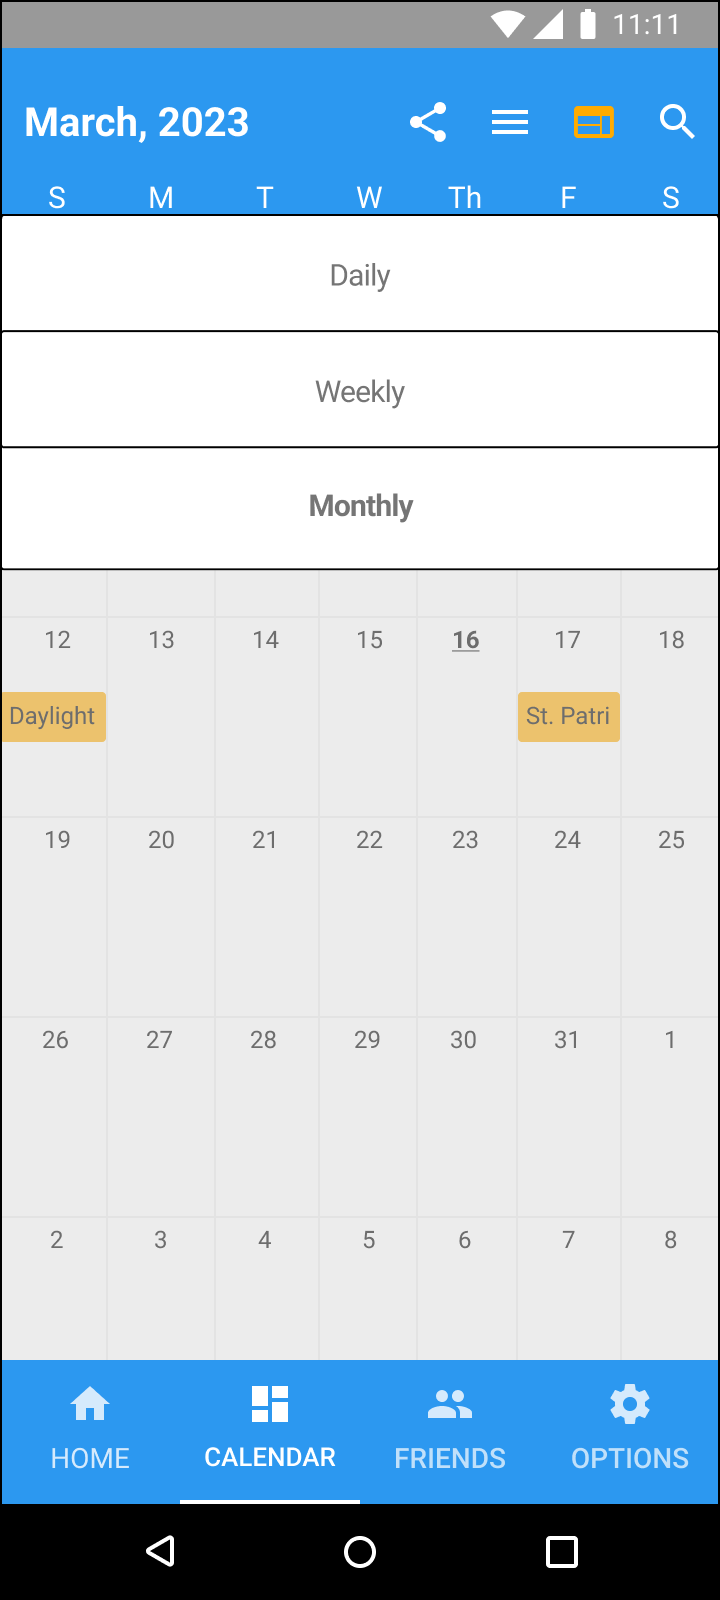 11:11
March, 2023
S M T W Th F S
Daily
Weekly
Monthly
12 13 14 15 16 17 18
Daylight St. Patri
19 20 21 22 23 24 25
26 27 28 29 30 31 1
2 3 4 5 6 7 8
HOME CALENDAR FRIENDS OPTIONS